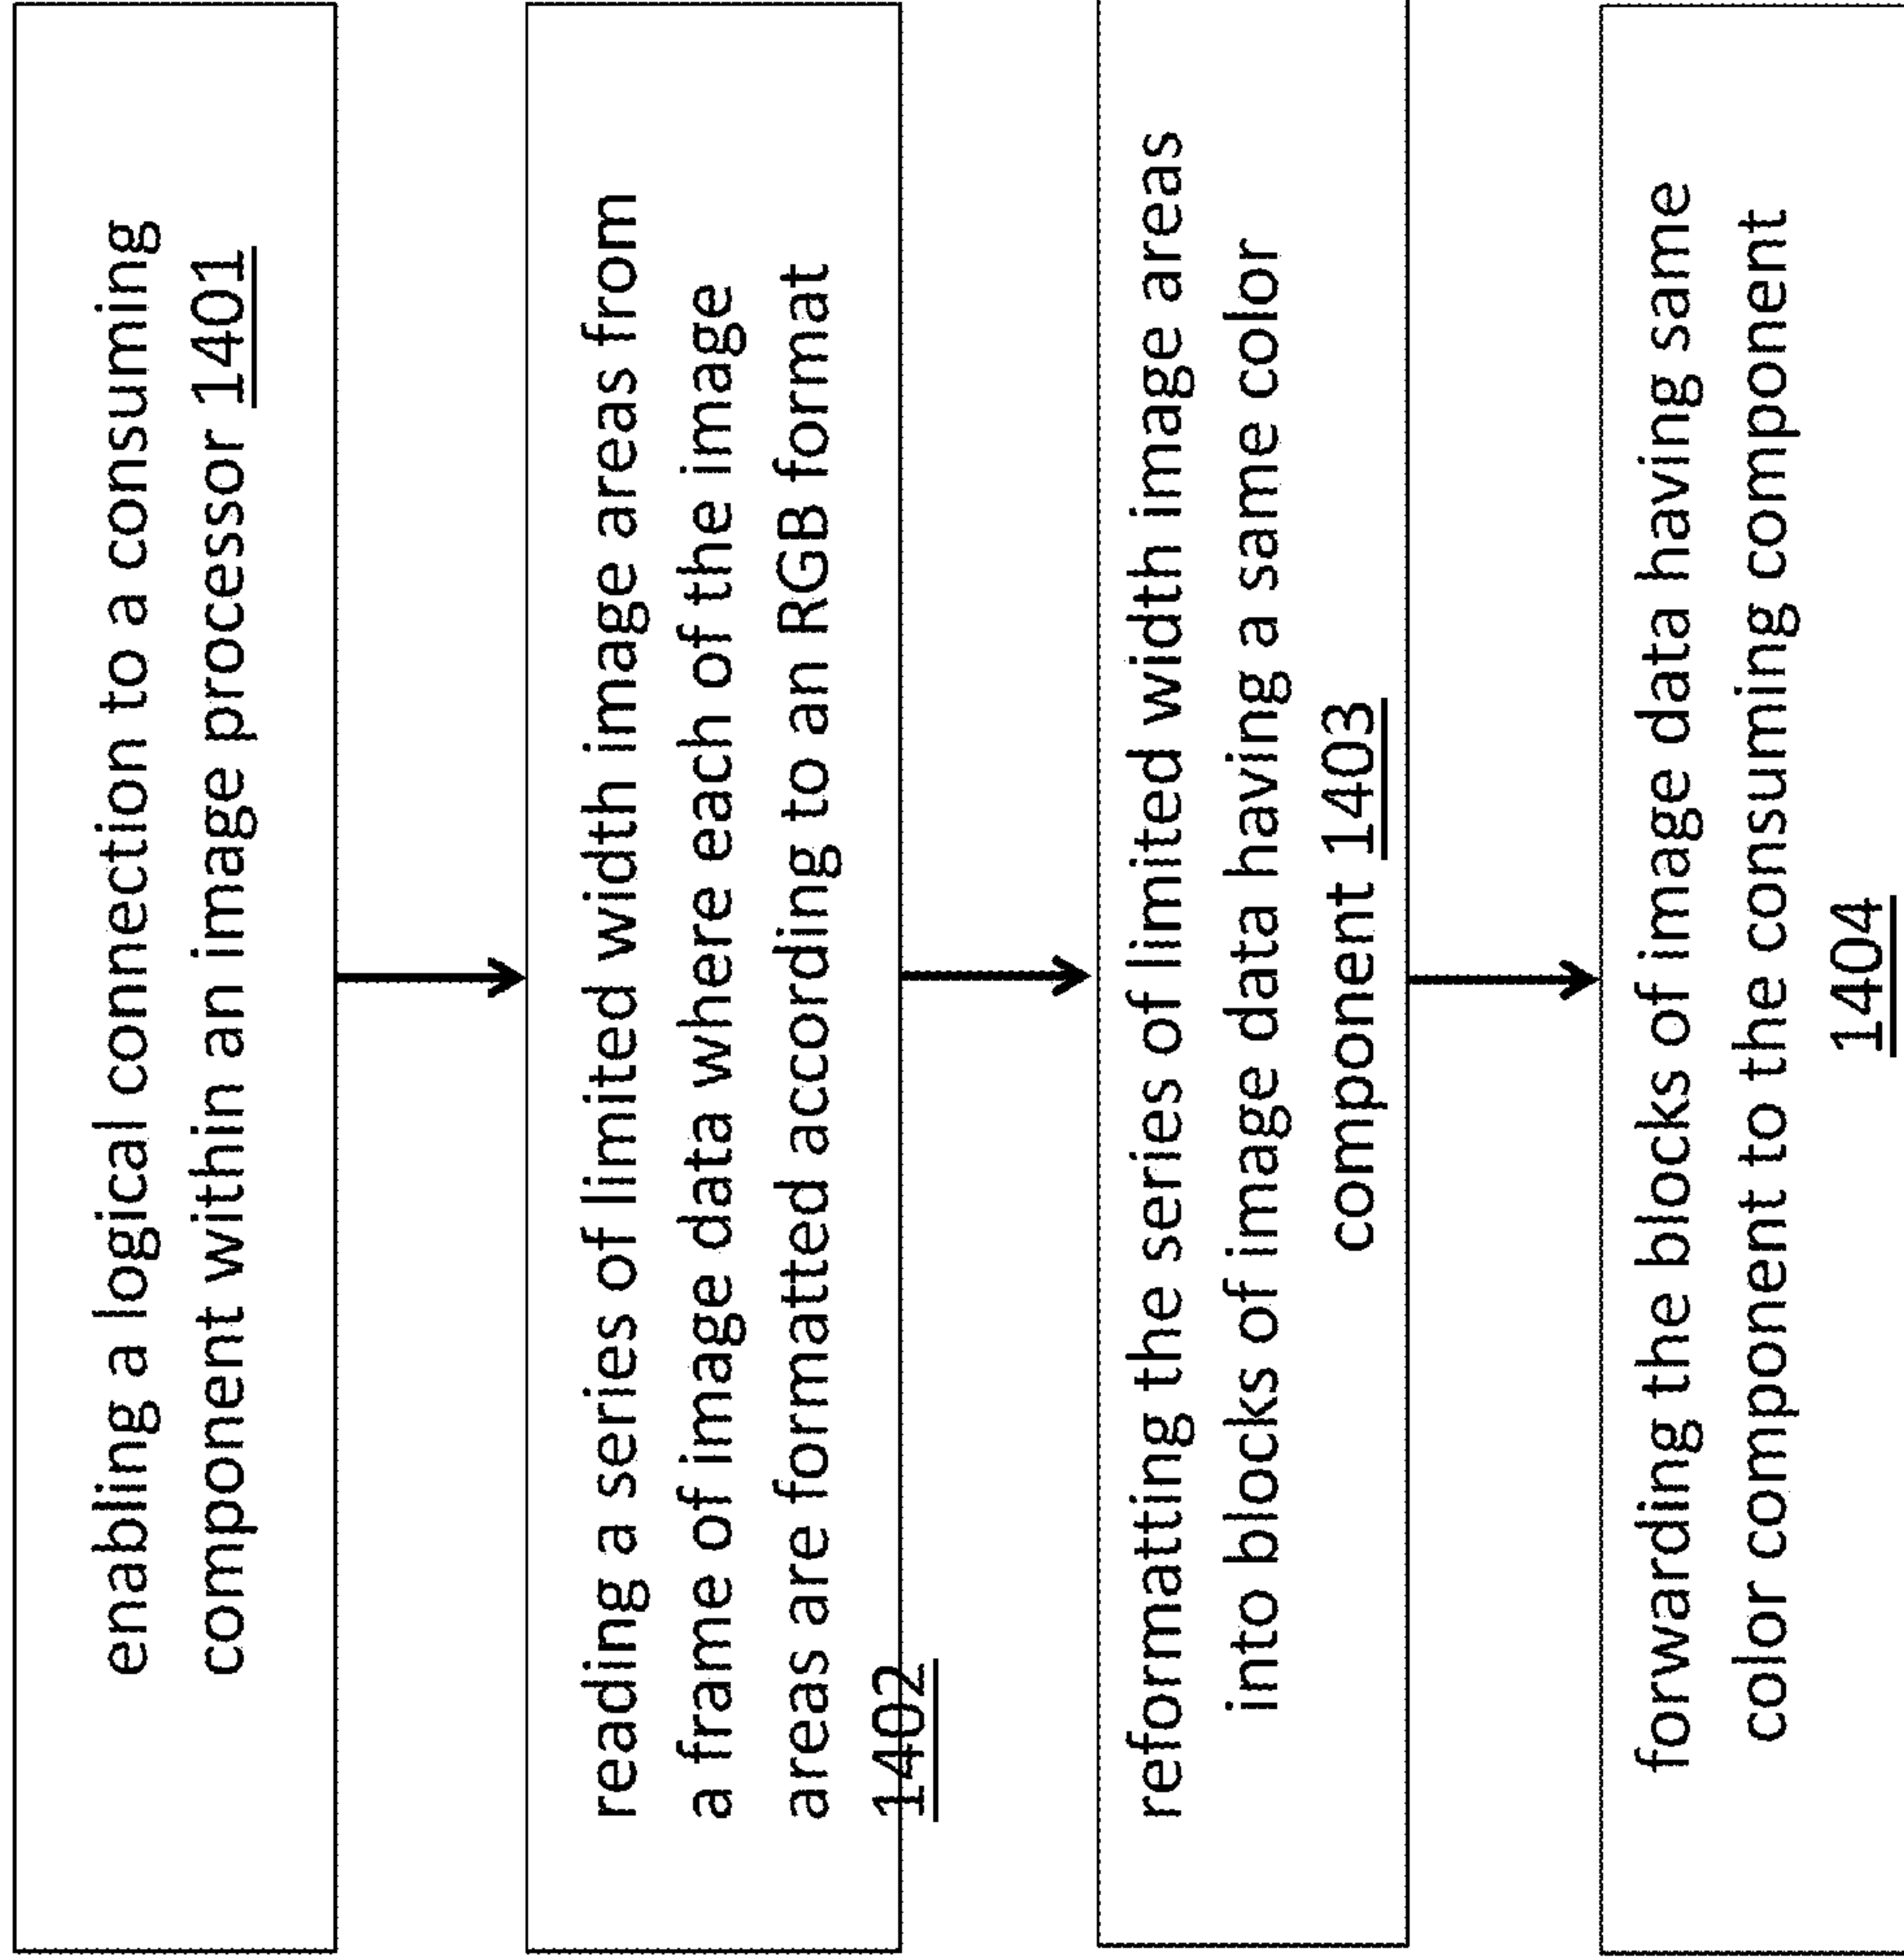 enabling a logical connection to a consuming
component within an image processor 1401
reading a series of limited width image areas from
a frame of image data where each of the image
areas are formatted according to an RGB format
1402
reformatting the series of limited width image areas
into blocks of image data having a same color
component 1403
forwarding the blocks of image data having same
color component to the consuming component
1404